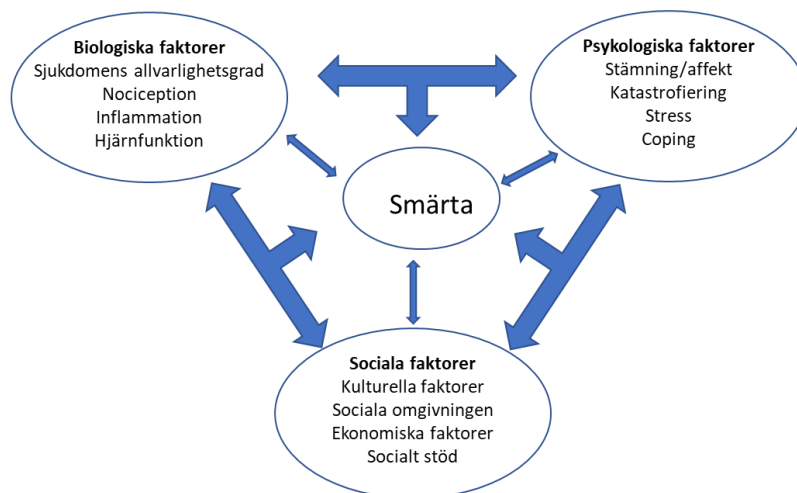 Biologiska faktorer
Sjukdomens allvarlighetsgrad
Nociception
Inflammation
Hjärnfunktion
Psykologiska faktorer
Stämning/affekt
Katastrofiering
Stress
Coping
Smärta
Sociala faktorer
Kulturella faktorer
Sociala omgivningen
Ekonomiska faktorer
Socialt stöd